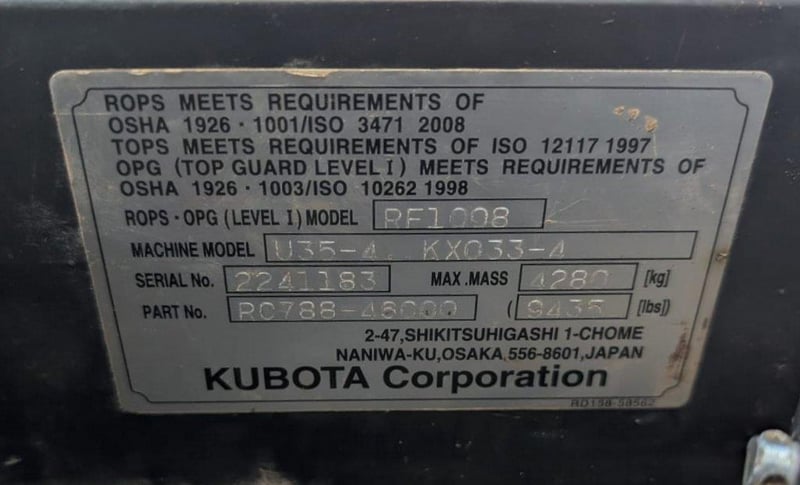 ROPS MEETS REQUIREMENTS OF
OSHA 1926・1001/ISO 3471 2008
TOPS MEETS REQUIREMENTS OF ISO 12117 1997
OPG (TOP GUARD LEVEL I) MEETS REQUIREMENTS OF
OSHA 1926・1003/ISO 10262 1998
ROPS・OPG (LEVEL I) MODEL RF1008
MACHINE MODEL U35-4, KX033-4
SERIAL No. 2241183 MAX.MASS 4280 [kg]
PART No. RC788-46000 (9435 [lbs])
2-47,SHIKITSUHIGASHI 1-CHOME
NANIWA-KU,OSAKA,556-8601,JAPAN
KUBOTA Corporation
RD158-58562